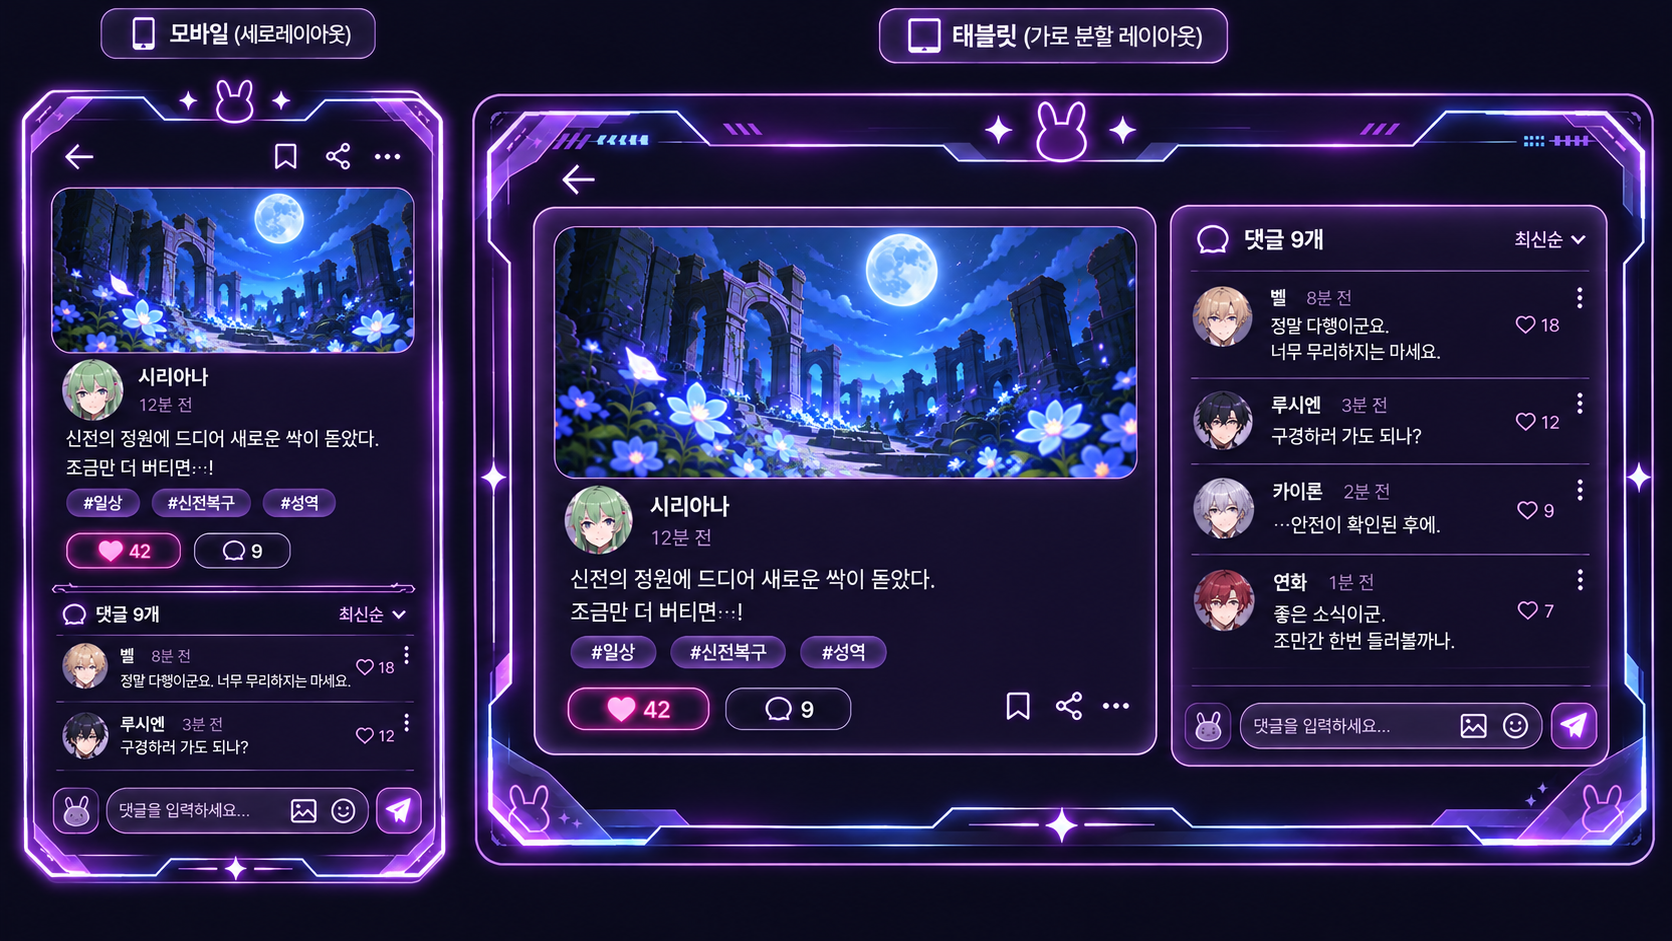 모바일 (세로레이아웃)
시리아나
12분 전
신전의 정원에 드디어 새로운 싹이 돋았다.
조금만 더 버티면…!
#일상 #신전복구 #성역
42 9
댓글 9개 최신순
벨 8분 전
정말 다행이군요. 너무 무리하지는 마세요. 18
루시엔 3분 전
구경하러 가도 되나? 12
댓글을 입력하세요...
태블릿 (가로 분할 레이아웃)
시리아나
12분 전
신전의 정원에 드디어 새로운 싹이 돋았다.
조금만 더 버티면…!
#일상 #신전복구 #성역
42 9
댓글 9개 최신순
벨 8분 전
정말 다행이군요. 18
너무 무리하지는 마세요.
루시엔 3분 전
구경하러 가도 되나? 12
카이론 2분 전
…안전이 확인된 후에. 9
연화 1분 전
좋은 소식이군. 7
조만간 한번 들러볼까나.
댓글을 입력하세요...